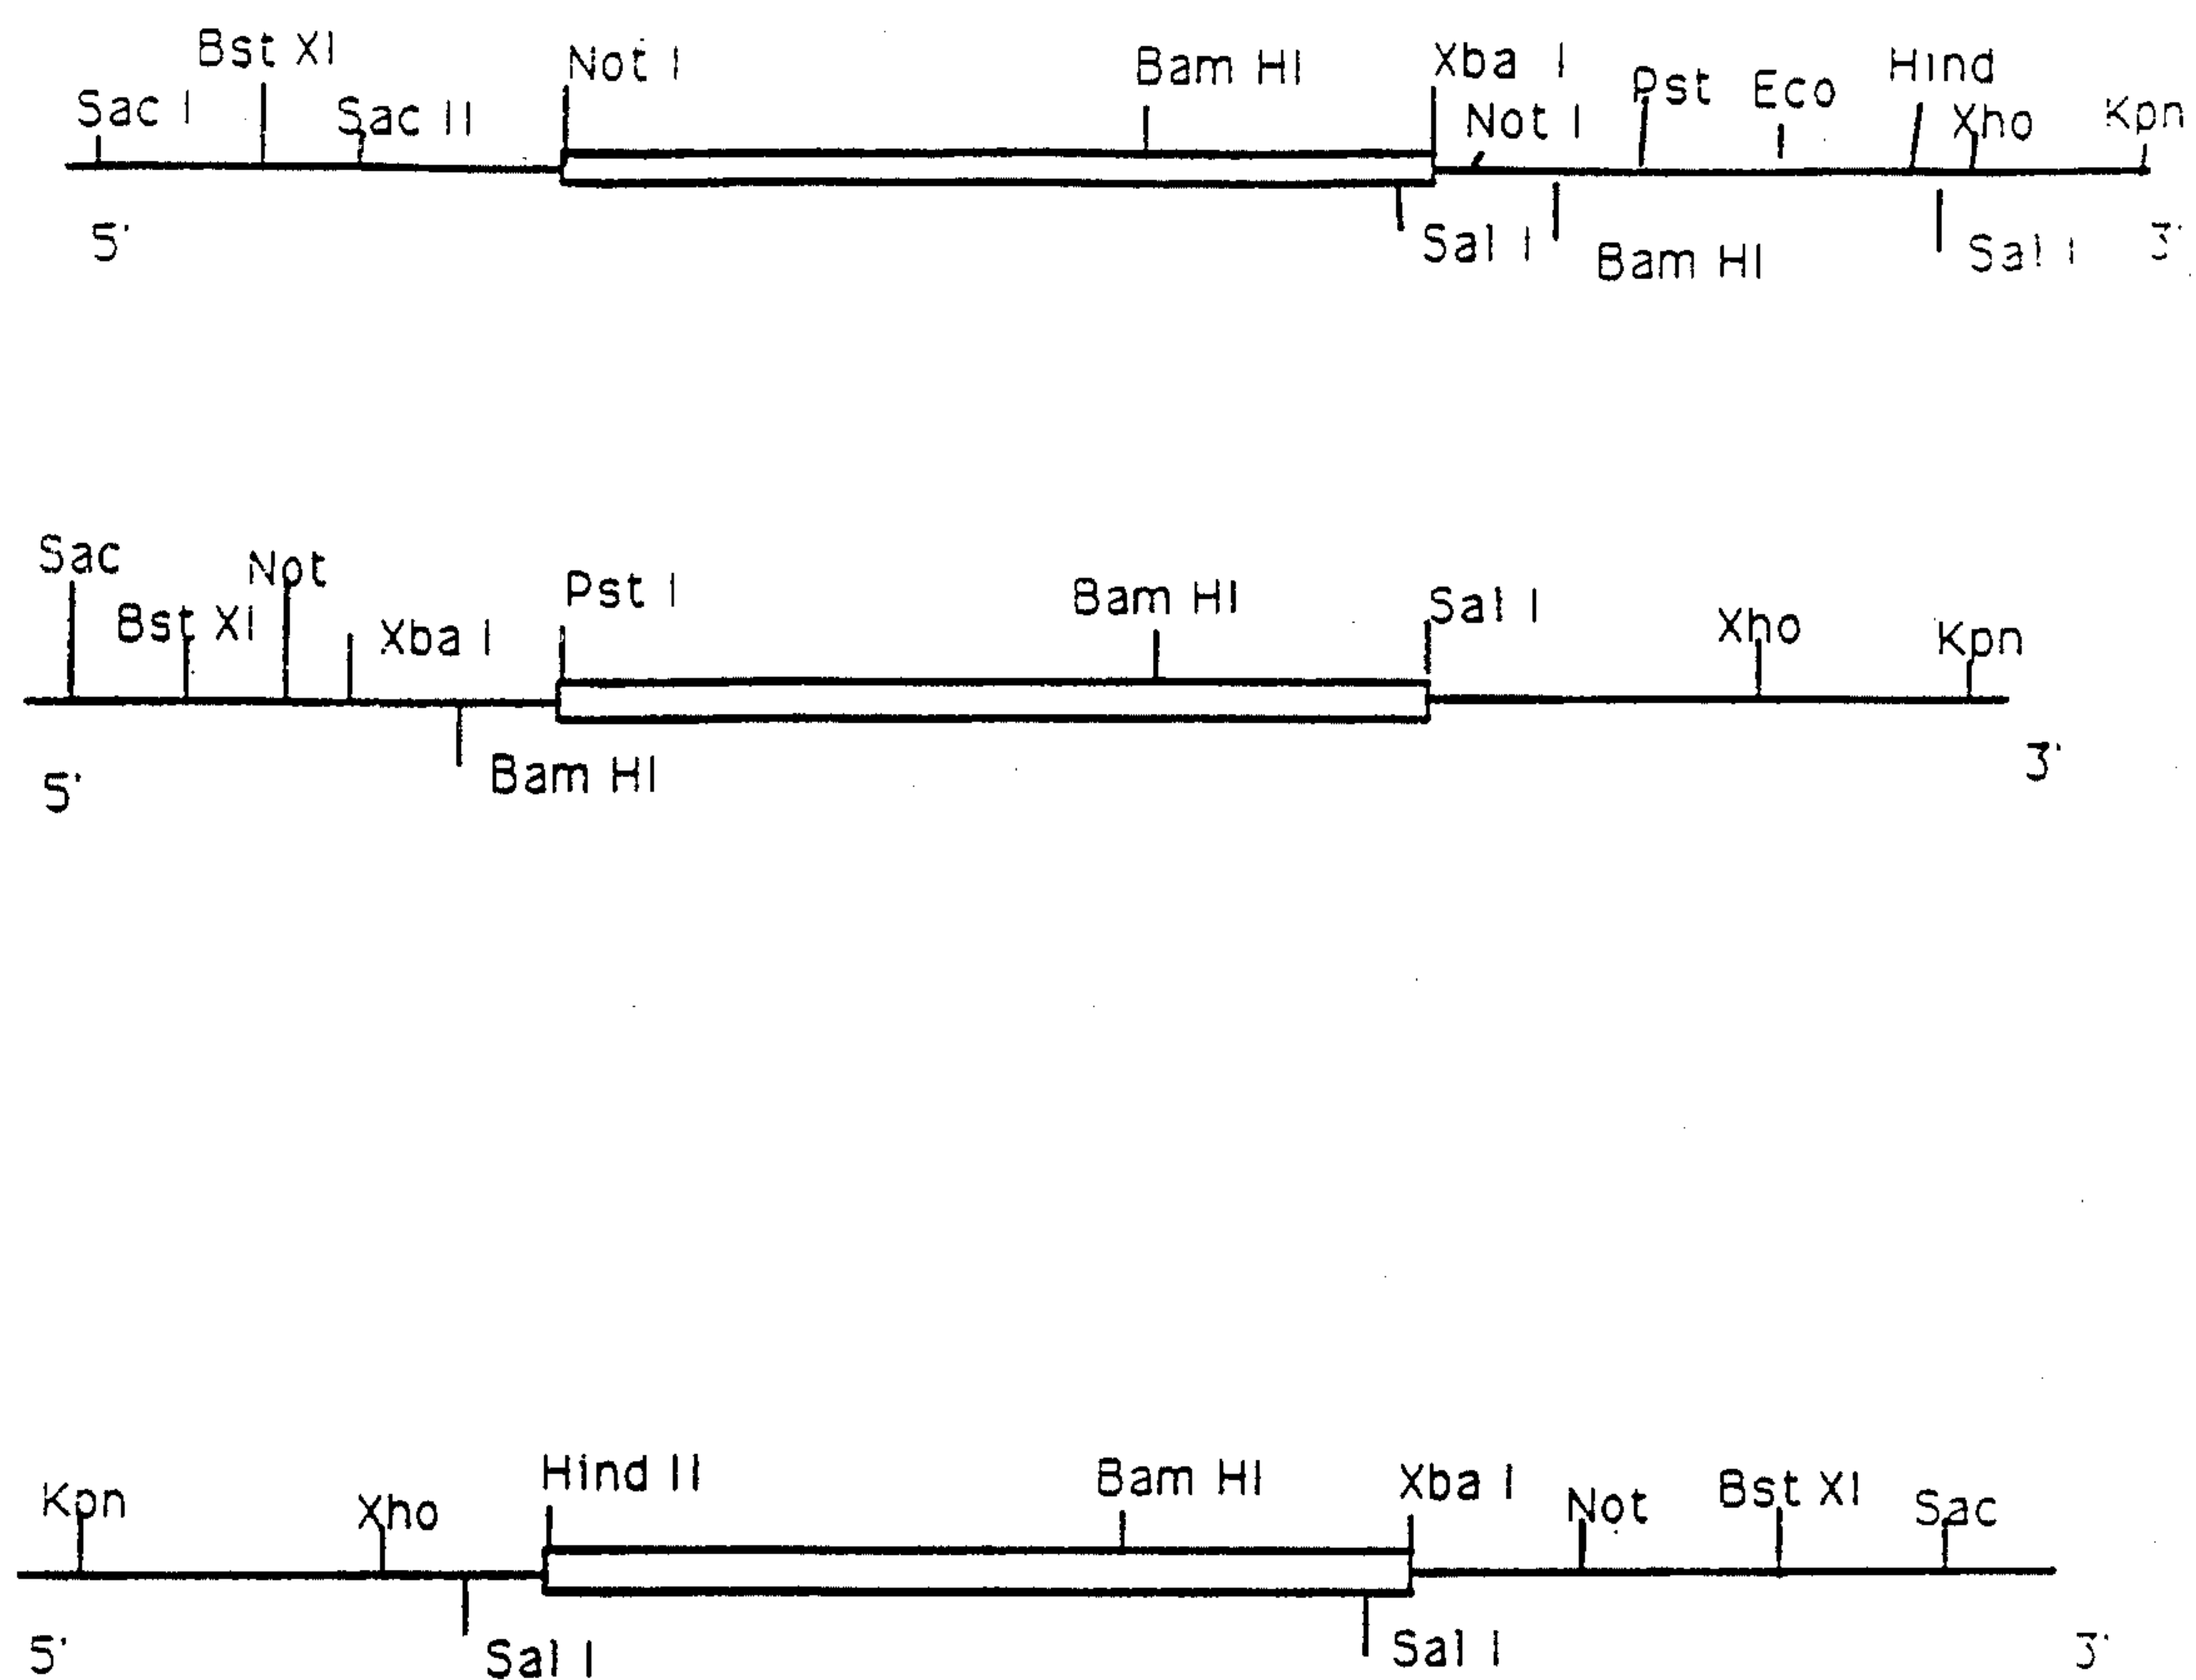 Bst XI Not I Bam HI Xba I Hind
Sac I Sac II Not I Pst Eco Xho Kpn
5' Sal I Bam HI Sal I 3'
Sac Not Pst I Bam HI Sal I
Bst XI Xba I Xho Kpn
5' Bam HI 3'
Hind II Bam HI Xba I Bst XI
Kpn Xho Not Sac
5' Sal I Sal I 3'